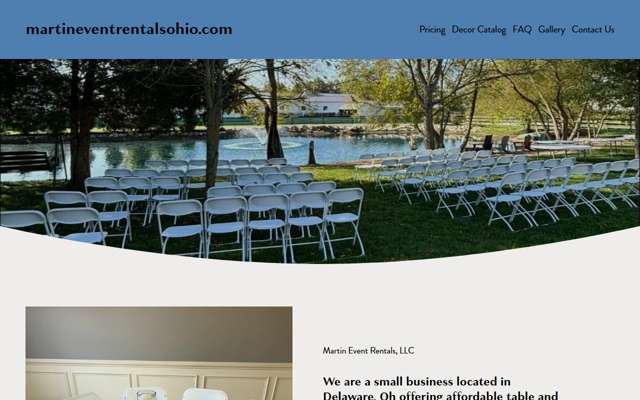 martineventrentalsohio.com
Pricing Decor Catalog FAQ Gallery Contact Us
Martin Event Rentals, LLC
We are a small business located in
Delaware, Oh offering affordable table and